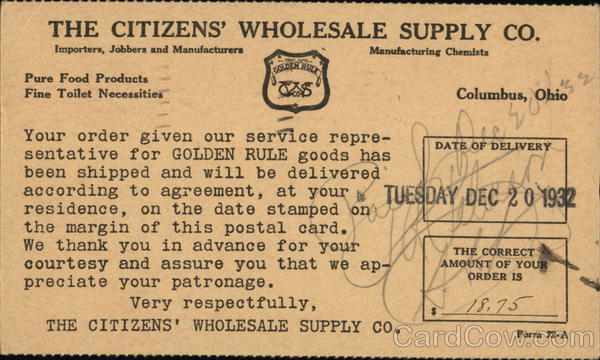 THE CITIZENS' WHOLESALE SUPPLY CO.
Importers, Jobbers and Manufacturers
Manufacturing Chemists
GOLDEN RULE
Pure Food Products
Fine Toilet Necessities
Columbus, Ohio
Your order given our service repre-
sentative for GOLDEN RULE goods has
been shipped and will be delivered
according to agreement, at your
residence, on the date stamped on
the margin of this postal card.
We thank you in advance for your
courtesy and assure you that we ap-
preciate your patronage.
Very respectfully,
THE CITIZENS' WHOLESALE SUPPLY CO.
DATE OF DELIVERY
TUESDAY DEC 20 1932
THE CORRECT
AMOUNT OF YOUR
ORDER IS
$ 18.75
Form 72-A
CardCow.com